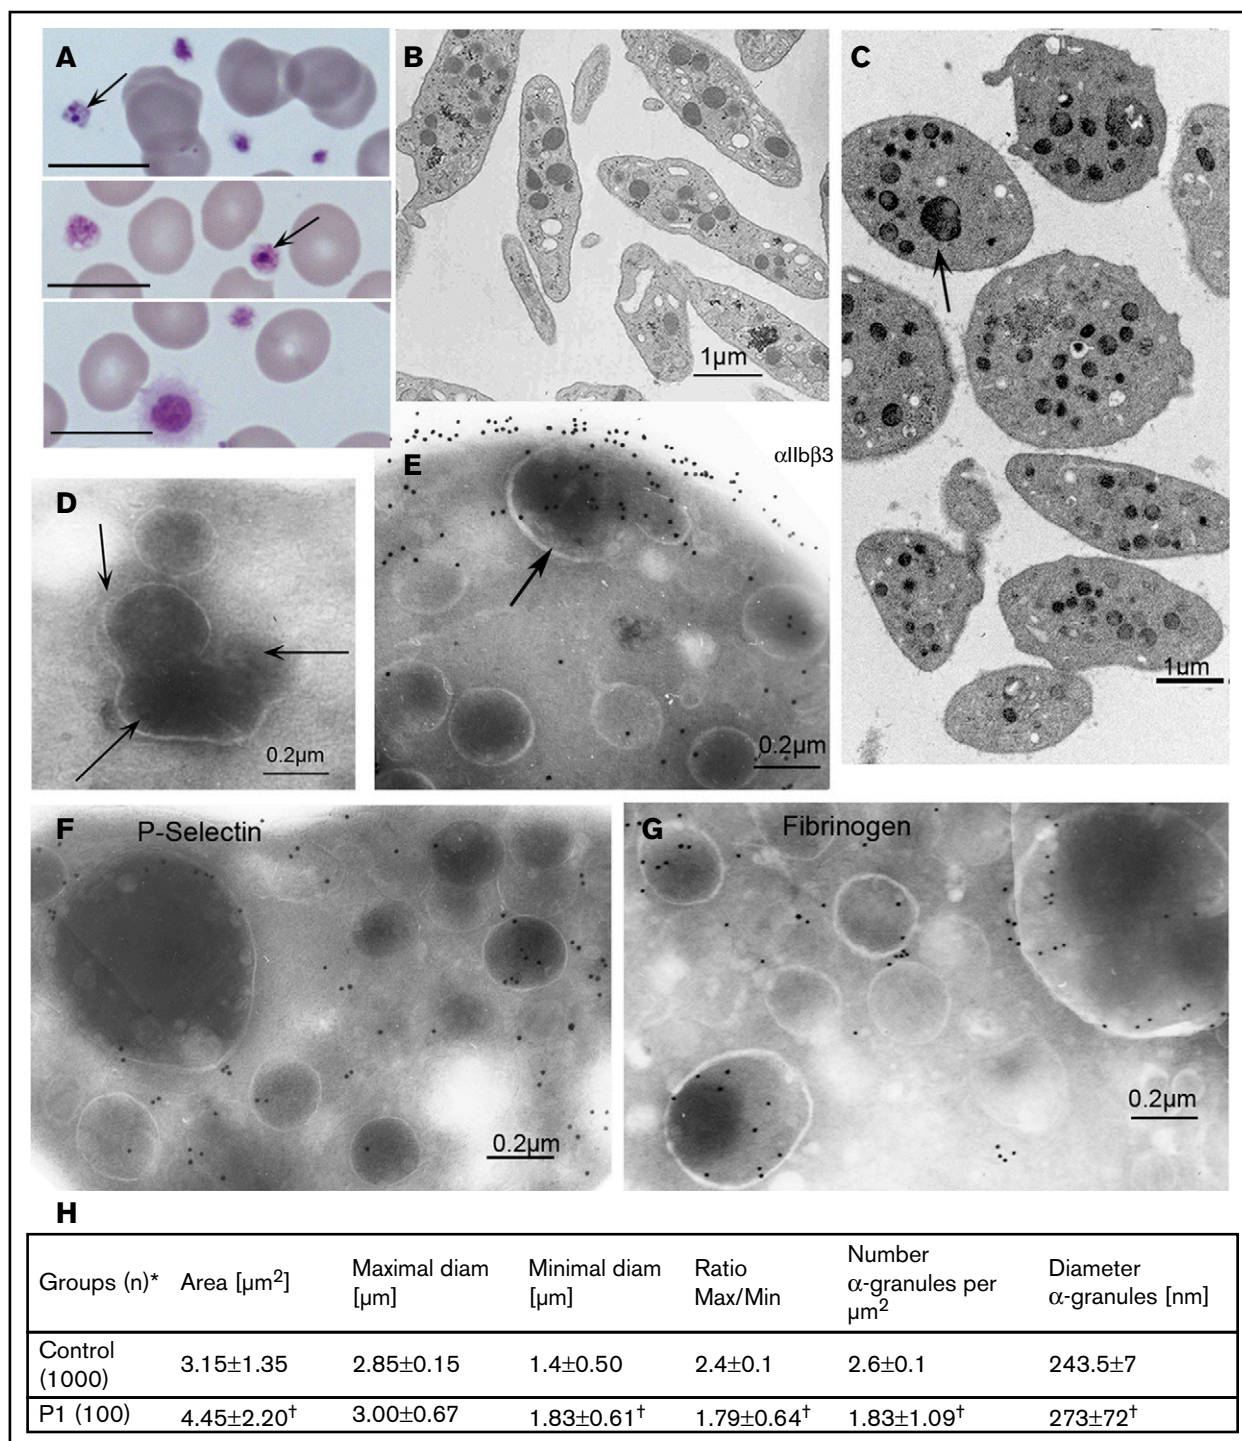 A
B
C
1μm
αIIbβ3
E
D
1μm
0.2μm
0.2μm
F
P-Selectin
G
Fibrinogen
0.2μm
0.2μm
H
Groups (n)* Area [μm²] Maximal diam [μm] Minimal diam [μm] Ratio Max/Min Number α-granules per μm² Diameter α-granules [nm]
Control (1000) 3.15±1.35 2.85±0.15 1.4±0.50 2.4±0.1 2.6±0.1 243.5±7
P1 (100) 4.45±2.20† 3.00±0.67 1.83±0.61† 1.79±0.64† 1.83±1.09† 273±72†